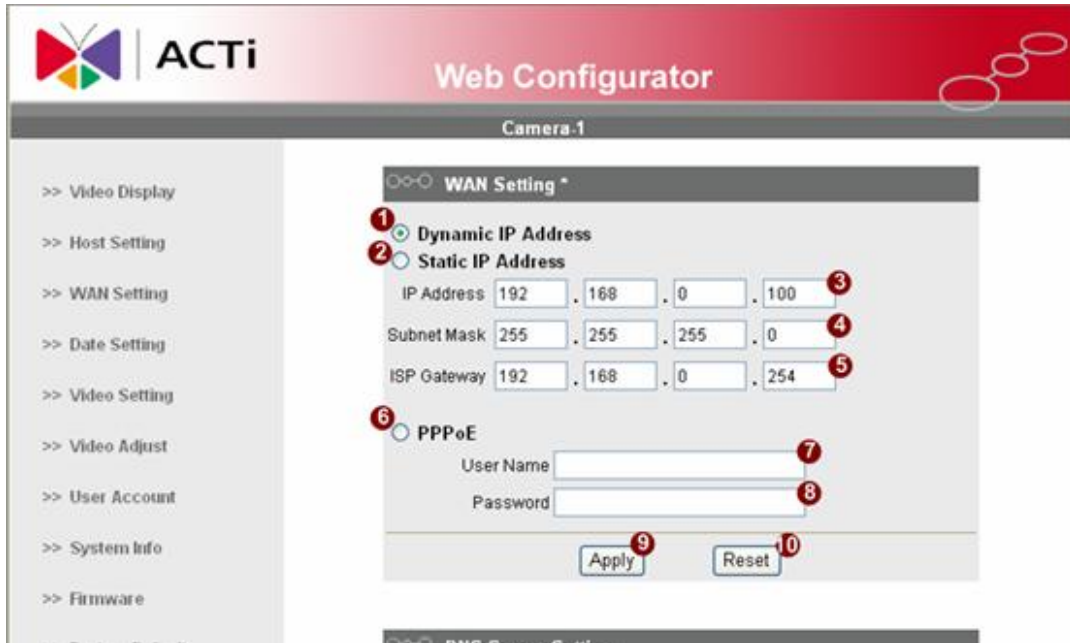 ACTi
Web Configurator
Camera-1
>> Video Display
>> Host Setting
>> WAN Setting
>> Date Setting
>> Video Setting
>> Video Adjust
>> User Account
>> System Info
>> Firmware
WAN Setting *
1 Dynamic IP Address
2 Static IP Address
IP Address 192 . 168 . 0 . 100 3
Subnet Mask 255 . 255 . 255 . 0 4
ISP Gateway 192 . 168 . 0 . 254 5
6 PPPoE
User Name 7
Password 8
Apply 9 Reset 10